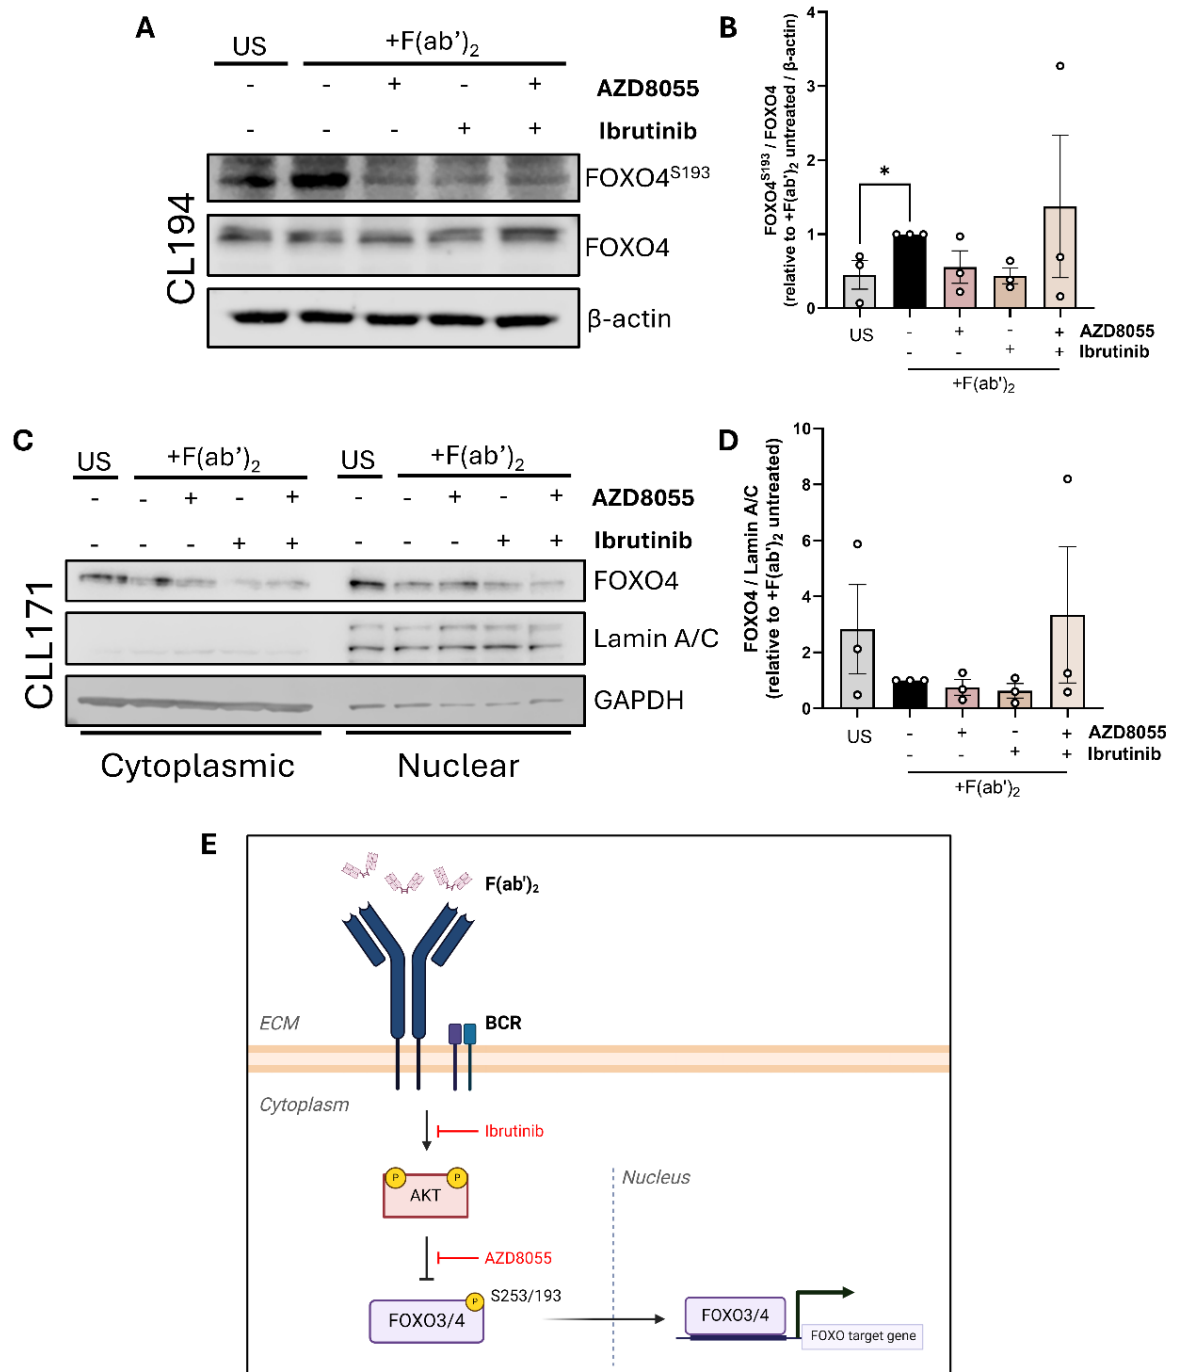 A
US
+F(ab’)₂
- - + - + AZD8055
- - - + + Ibrutinib
CL194
FOXO4ˢ¹⁹³
FOXO4
β-actin
B
FOXO4ˢ¹⁹³ / FOXO4
(relative to +F(ab')₂ untreated / β-actin)
4
3
2
1
0
*
US - + - + AZD8055
- - + + Ibrutinib
+F(ab')₂
C
US +F(ab’)₂ US +F(ab’)₂
- - + - + - - + - + AZD8055
- - - + + - - - + + Ibrutinib
CLL171
FOXO4
Lamin A/C
GAPDH
Cytoplasmic Nuclear
D
FOXO4 / Lamin A/C
(relative to +F(ab')₂ untreated)
10
8
6
4
2
0
US - + - + AZD8055
- - + + Ibrutinib
+F(ab')₂
E
F(ab')₂
ECM
BCR
Cytoplasm
Ibrutinib
P P
AKT
Nucleus
AZD8055
P
S253/193
FOXO3/4
FOXO3/4
FOXO target gene